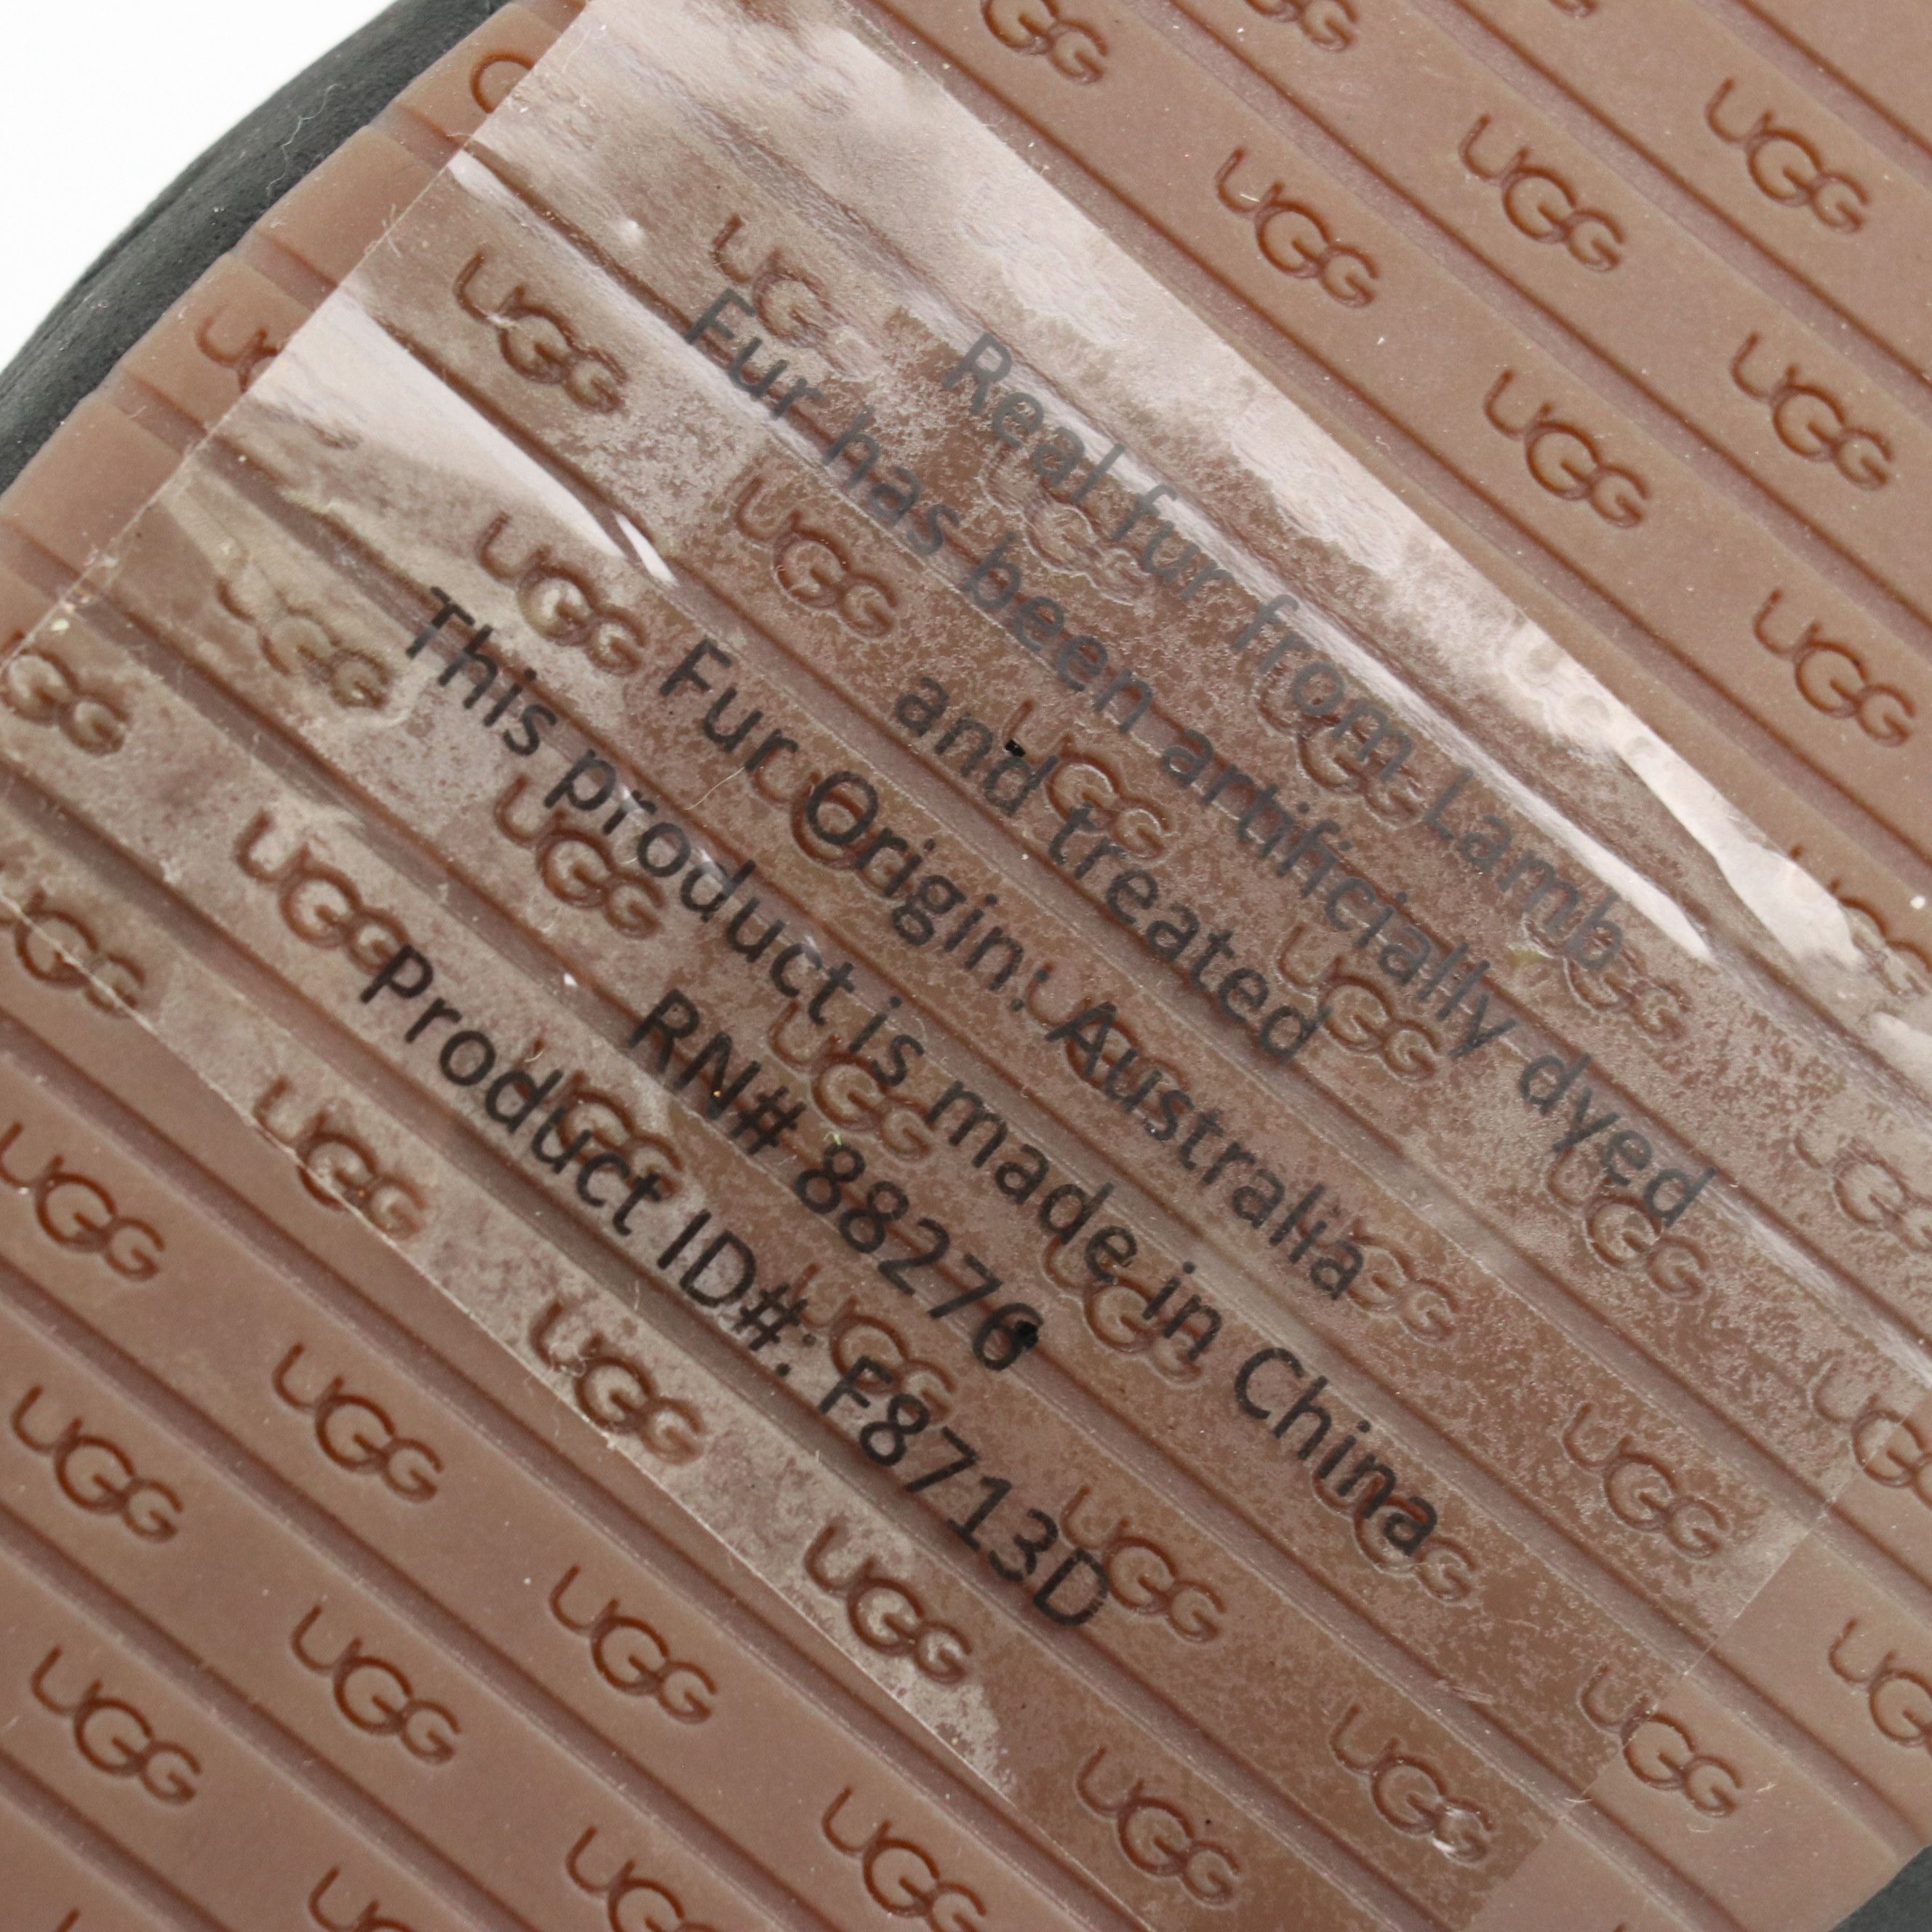 Real fur from Lamb
Fur has been artificially dyed
and treated
Fur Origin: Australia
This product is made in China
RN# 88276
Product ID#: F8713D
UGG